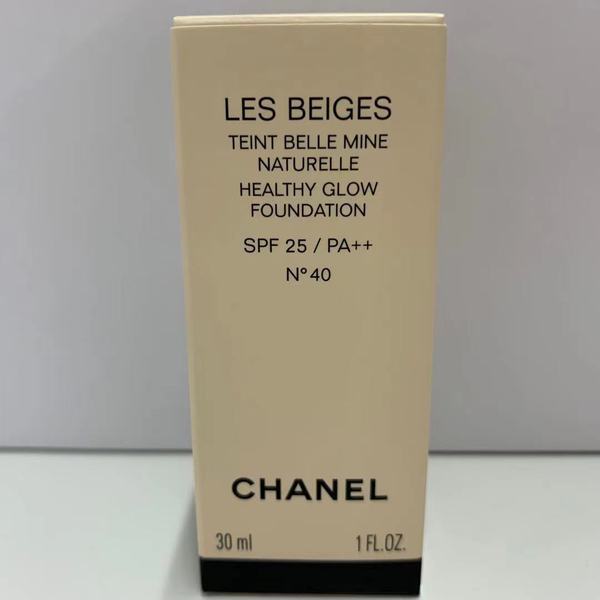 LES BEIGES
TEINT BELLE MINE
NATURELLE
HEALTHY GLOW
FOUNDATION
SPF 25 / PA++
N°40
CHANEL
30 ml 1 FL.OZ.